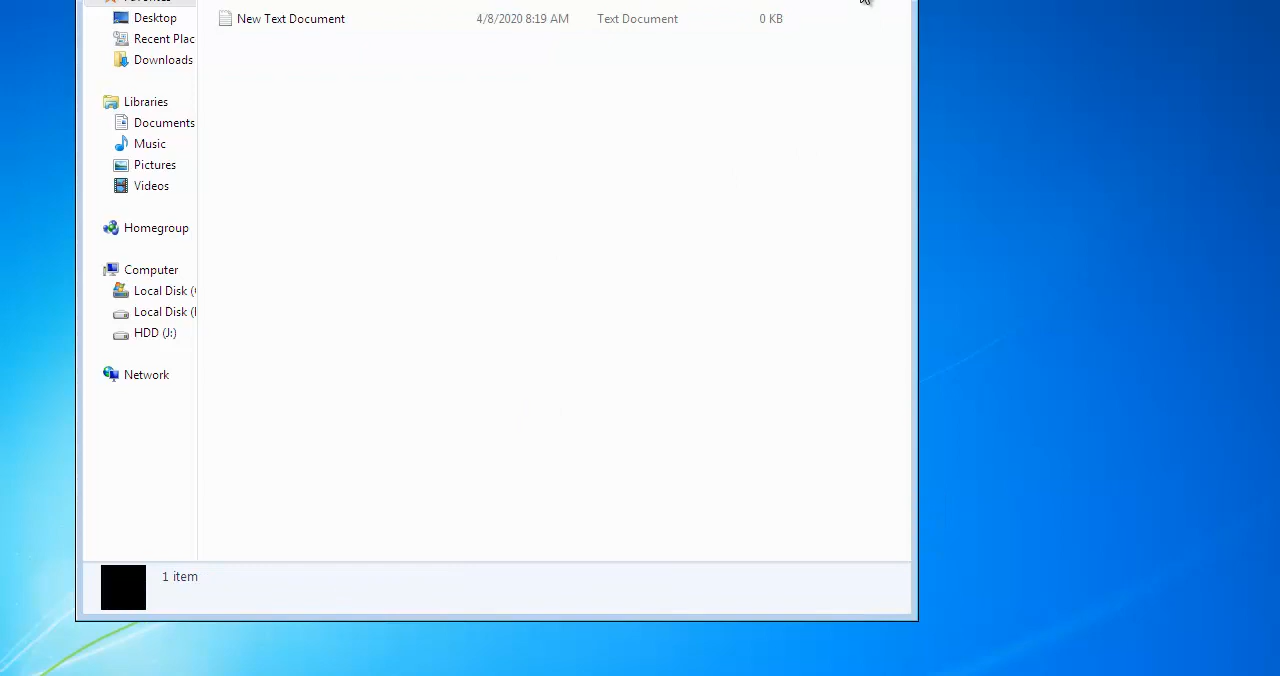 New Text Document 4/8/2020 8:19 AM Text Document 0 KB
Desktop
Recent Plac
Downloads
Libraries
Documents
Music
Pictures
Videos
Homegroup
Computer
Local Disk (
Local Disk (
HDD (J:)
Network
1 item